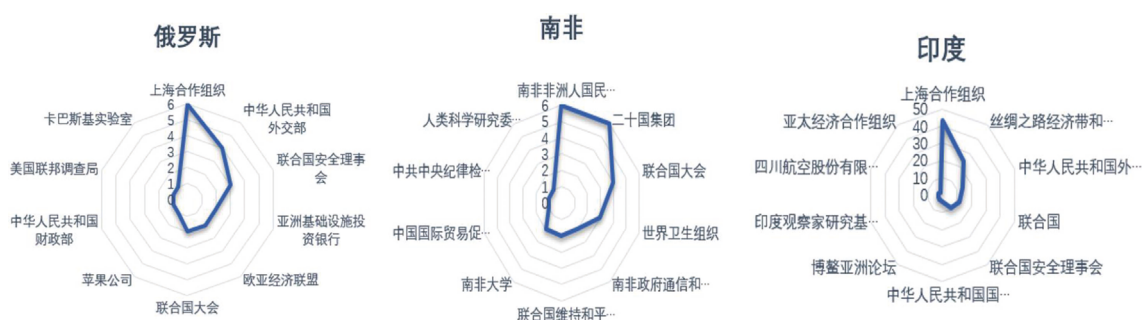 俄罗斯
上海合作组织
6
5
4
3
2
1
0
中华人民共和国
外交部
联合国安全理事
会
亚洲基础设施投
资银行
欧亚经济联盟
联合国大会
苹果公司
中华人民共和国
财政部
美国联邦调查局
卡巴斯基实验室
南非
南非非洲人国民…
6
5
4
3
2
1
0
二十国集团
联合国大会
世界卫生组织
南非政府通信和…
联合国维持和平…
南非大学
中国国际贸易促…
中共中央纪律检…
人类科学研究委…
印度
上海合作组织
50
40
30
20
10
0
丝绸之路经济带和…
中华人民共和国外…
联合国
联合国安全理事会
中华人民共和国国…
博鳌亚洲论坛
印度观察家研究基…
四川航空股份有限…
亚太经济合作组织